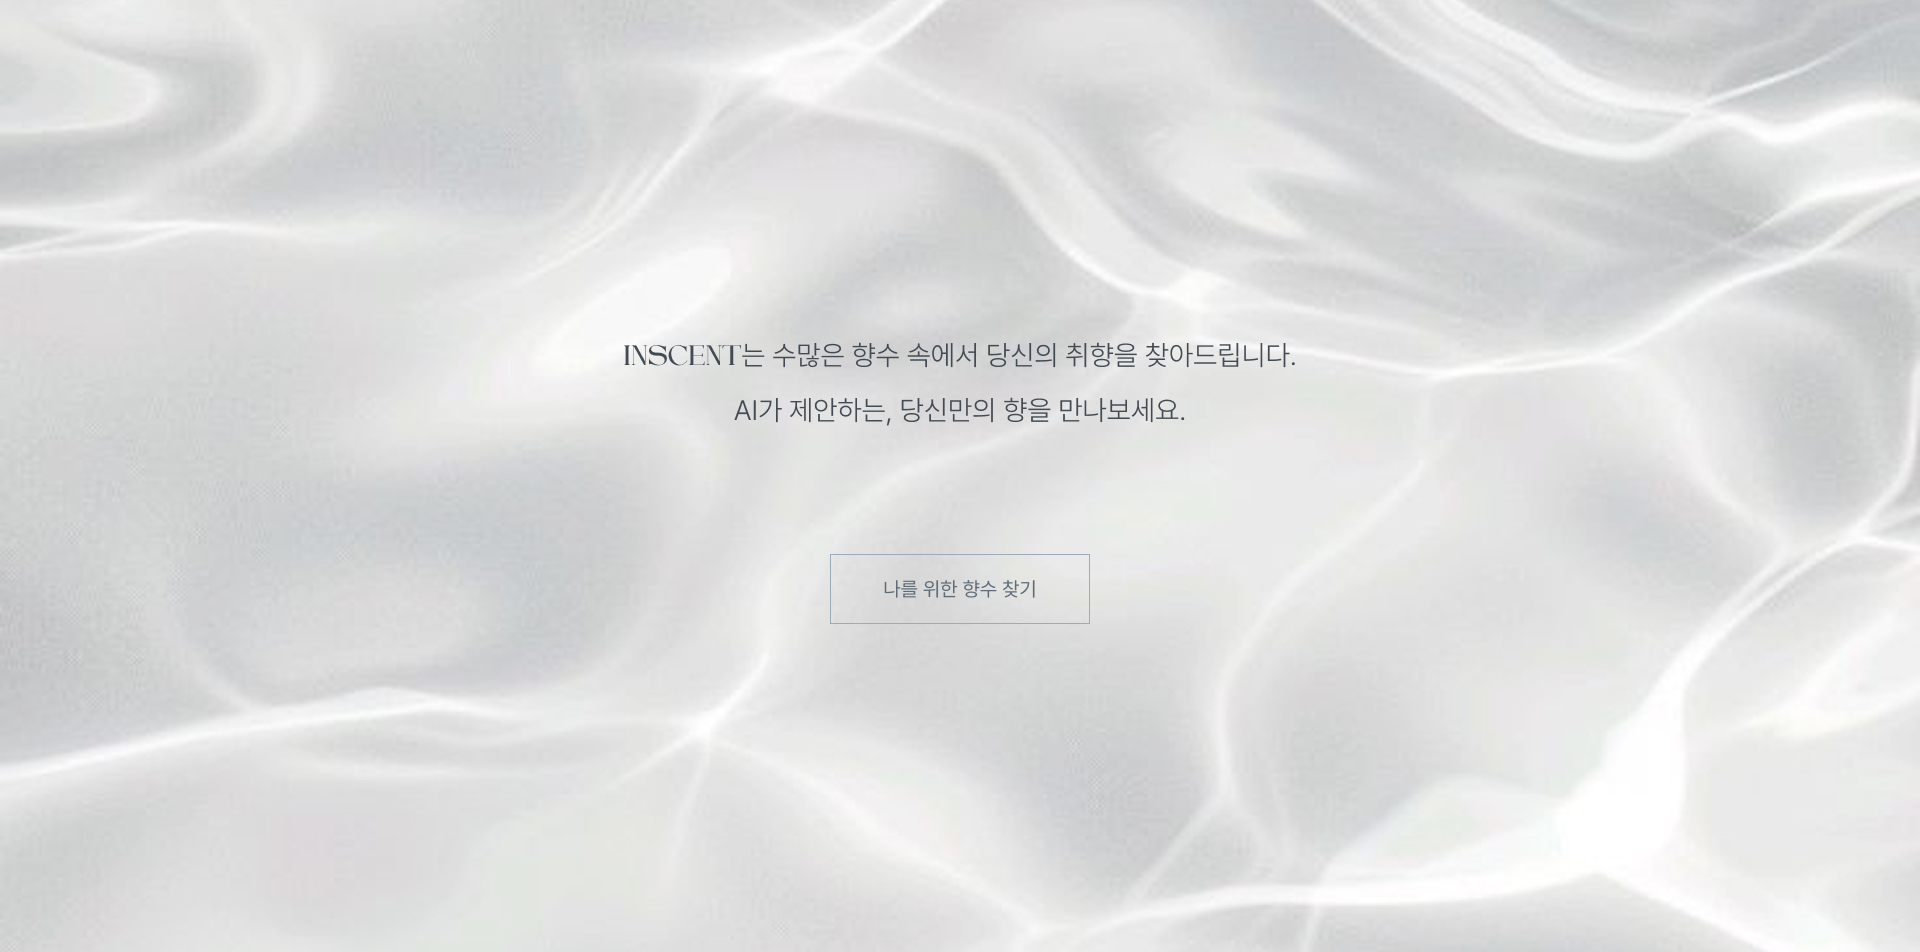 INSCENT는 수많은 향수 속에서 당신의 취향을 찾아드립니다.
AI가 제안하는, 당신만의 향을 만나보세요.
나를 위한 향수 찾기